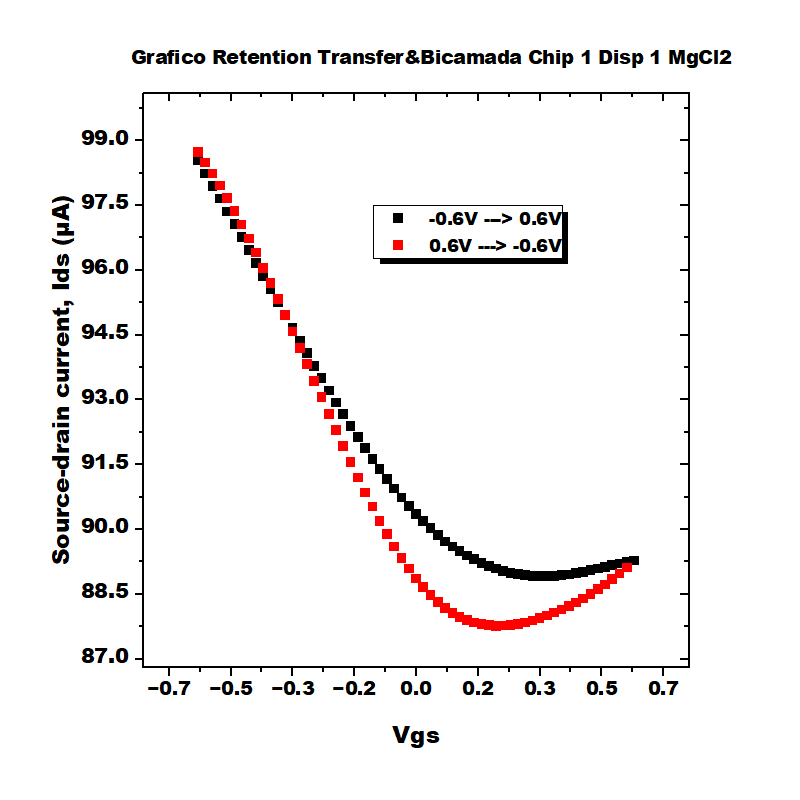 Grafico Retention Transfer&Bicamada Chip 1 Disp 1 MgCl2
99.0
97.5
96.0
94.5
93.0
91.5
90.0
88.5
87.0
Source-drain current, Ids (µA)
-0.6V ---> 0.6V
0.6V ---> -0.6V
−0.7 −0.5 −0.3 −0.2 0.0 0.2 0.3 0.5 0.7
Vgs